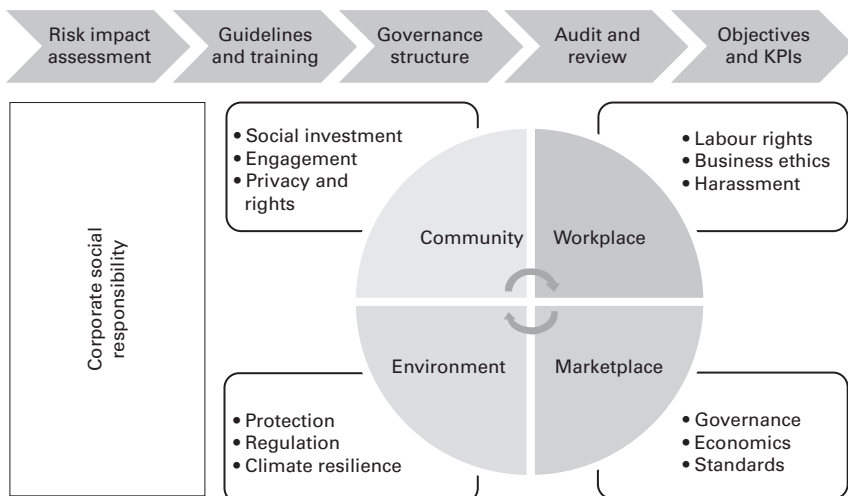 Risk impact
assessment
Guidelines
and training
Governance
structure
Audit and
review
Objectives
and KPIs
Corporate social
responsibility
• Social investment
• Engagement
• Privacy and
rights
• Labour rights
• Business ethics
• Harassment
Community
Workplace
Environment
Marketplace
• Protection
• Regulation
• Climate resilience
• Governance
• Economics
• Standards